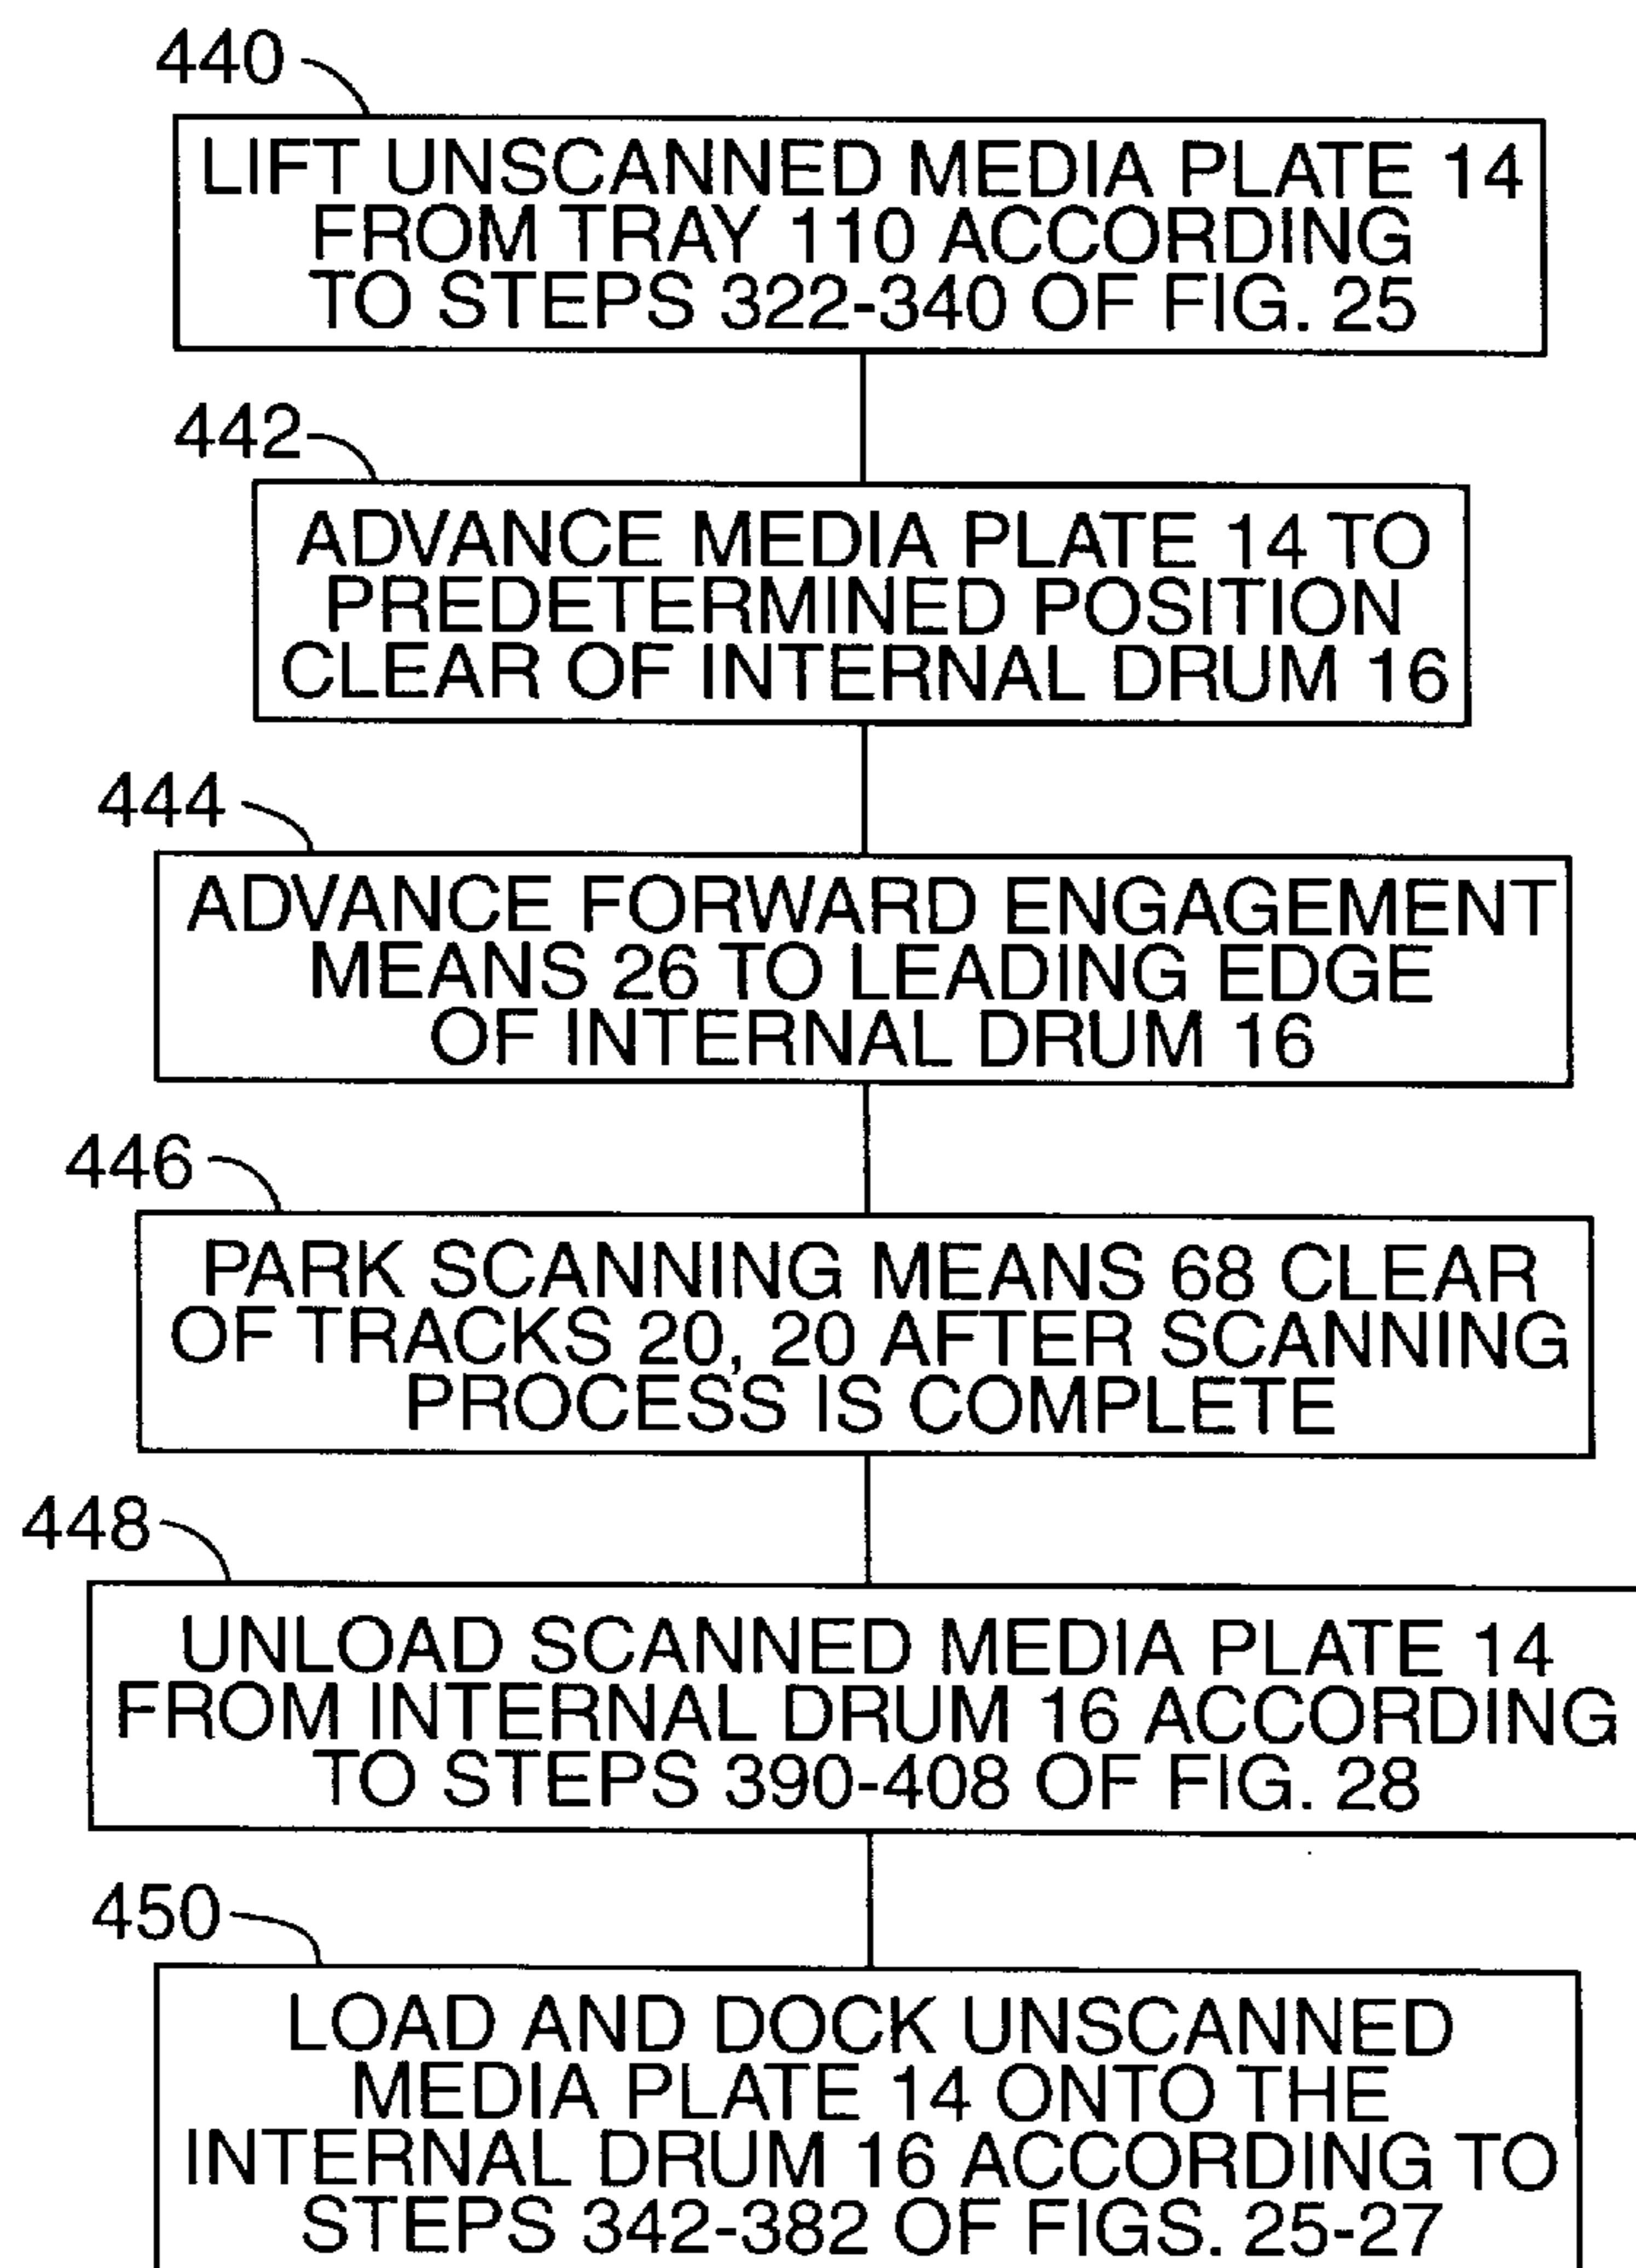 440
LIFT UNSCANNED MEDIA PLATE 14
FROM TRAY 110 ACCORDING
TO STEPS 322-340 OF FIG. 25
442
ADVANCE MEDIA PLATE 14 TO
PREDETERMINED POSITION
CLEAR OF INTERNAL DRUM 16
444
ADVANCE FORWARD ENGAGEMENT
MEANS 26 TO LEADING EDGE
OF INTERNAL DRUM 16
446
PARK SCANNING MEANS 68 CLEAR
OF TRACKS 20, 20 AFTER SCANNING
PROCESS IS COMPLETE
448
UNLOAD SCANNED MEDIA PLATE 14
FROM INTERNAL DRUM 16 ACCORDING
TO STEPS 390-408 OF FIG. 28
450
LOAD AND DOCK UNSCANNED
MEDIA PLATE 14 ONTO THE
INTERNAL DRUM 16 ACCORDING TO
STEPS 342-382 OF FIGS. 25-27